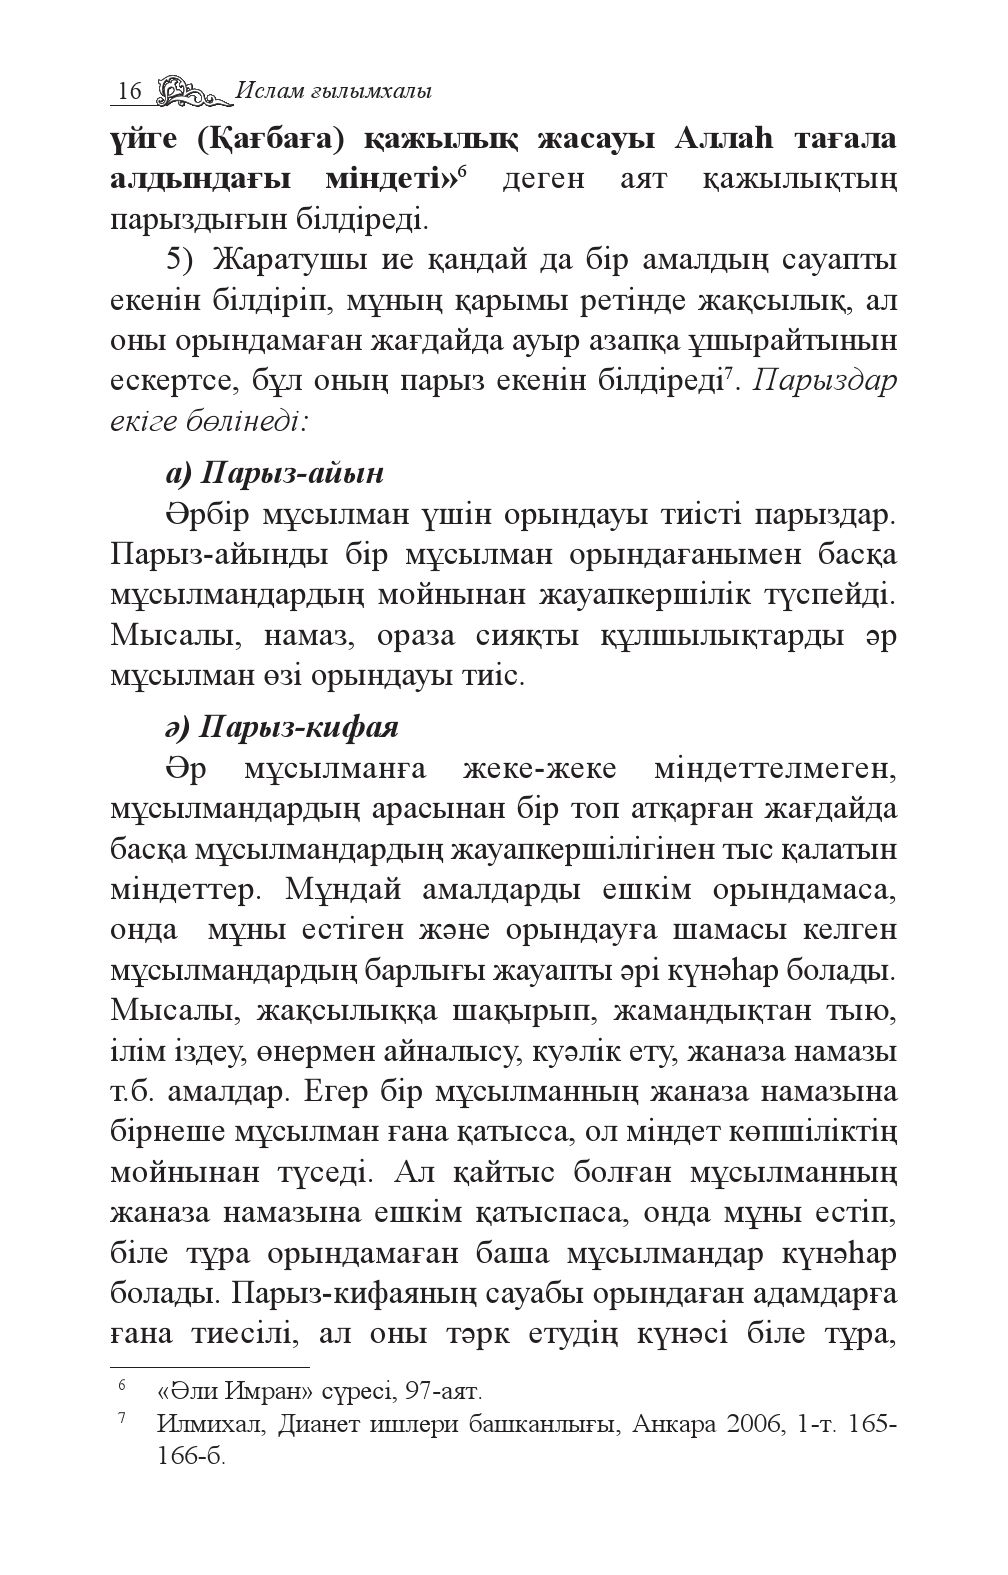 16 Ислам ғылымхалы
үйге (Қағбаға) қажылық жасауы Аллаһ тағала
алдындағы міндеті»⁶ деген аят қажылықтың
парыздығын білдіреді.
5) Жаратушы ие қандай да бір амалдың сауапты
екенін білдіріп, мұның қарымы ретінде жақсылық, ал
оны орындамаған жағдайда ауыр азапқа ұшырайтынын
ескертсе, бұл оның парыз екенін білдіреді⁷. Парыздар
екіге бөлінеді:
а) Парыз-айын
Әрбір мұсылман үшін орындауы тиісті парыздар.
Парыз-айынды бір мұсылман орындағанымен басқа
мұсылмандардың мойнынан жауапкершілік түспейді.
Мысалы, намаз, ораза сияқты құлшылықтарды әр
мұсылман өзі орындауы тиіс.
ә) Парыз-кифая
Әр мұсылманға жеке-жеке міндеттелмеген,
мұсылмандардың арасынан бір топ атқарған жағдайда
басқа мұсылмандардың жауапкершілігінен тыс қалатын
міндеттер. Мұндай амалдарды ешкім орындамаса,
онда мұны естіген және орындауға шамасы келген
мұсылмандардың барлығы жауапты әрі күнәһар болады.
Мысалы, жақсылыққа шақырып, жамандықтан тыю,
ілім іздеу, өнермен айналысу, куәлік ету, жаназа намазы
т.б. амалдар. Егер бір мұсылманның жаназа намазына
бірнеше мұсылман ғана қатысса, ол міндет көпшіліктің
мойнынан түседі. Ал қайтыс болған мұсылманның
жаназа намазына ешкім қатыспаса, онда мұны естіп,
біле тұра орындамаған баша мұсылмандар күнәһар
болады. Парыз-кифаяның сауабы орындаған адамдарға
ғана тиесілі, ал оны тәрк етудің күнәсі біле тұра,
⁶ «Әли Имран» сүресі, 97-аят.
⁷ Илмихал, Дианет ишлери башканлығы, Анкара 2006, 1-т. 165-
166-б.